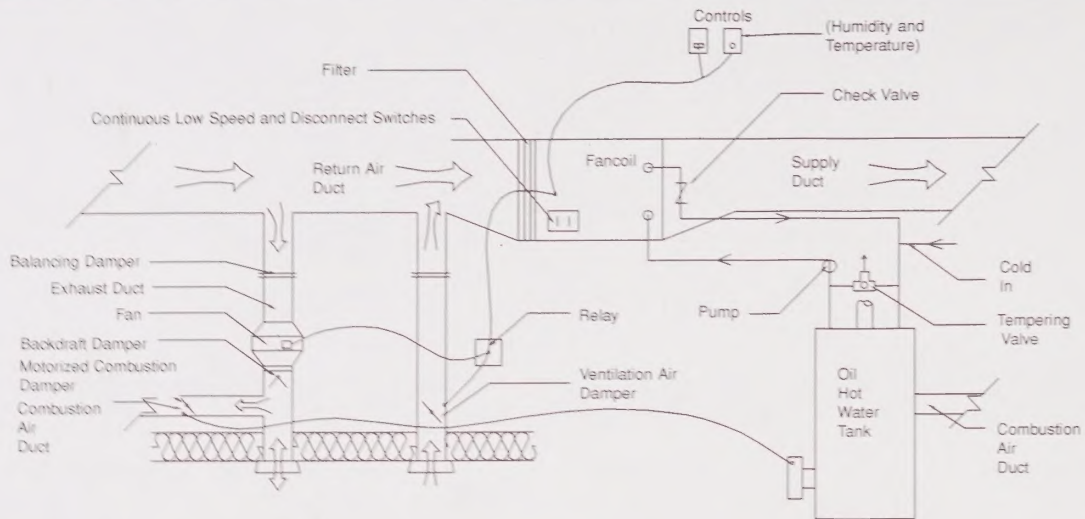 Controls
(Humidity and
Temperature)
Filter
Check Valve
Continuous Low Speed and Disconnect Switches
Return Air
Duct
Fancoil
Supply
Duct
Balancing Damper
Exhaust Duct
Fan
Backdraft Damper
Motorized Combustion
Damper
Combustion
Air
Duct
Relay
Ventilation Air
Damper
Pump
Cold
In
Tempering
Valve
Oil
Hot
Water
Tank
Combustion
Air
Duct